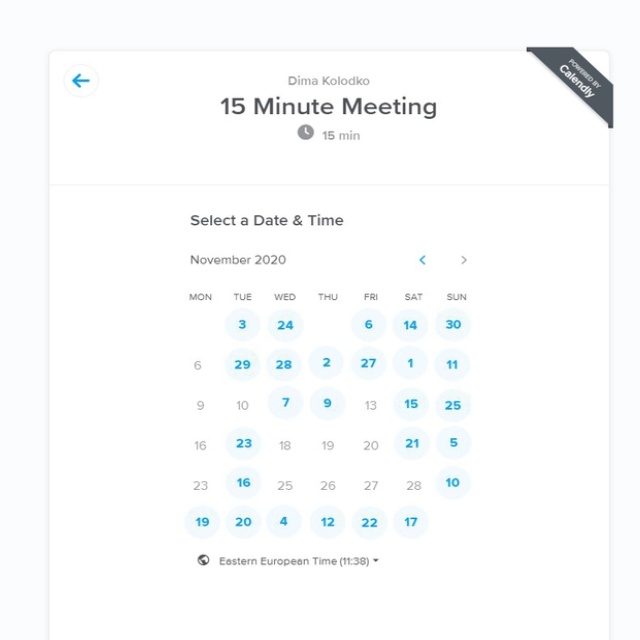 POWERED BY
Calendly
Dima Kolodko
15 Minute Meeting
15 min
Select a Date & Time
November 2020
MON TUE WED THU FRI SAT SUN
3 24 6 14 30
6 29 28 2 27 1 11
9 10 7 9 13 15 25
16 23 18 19 20 21 5
23 16 25 26 27 28 10
19 20 4 12 22 17
Eastern European Time (11:38)